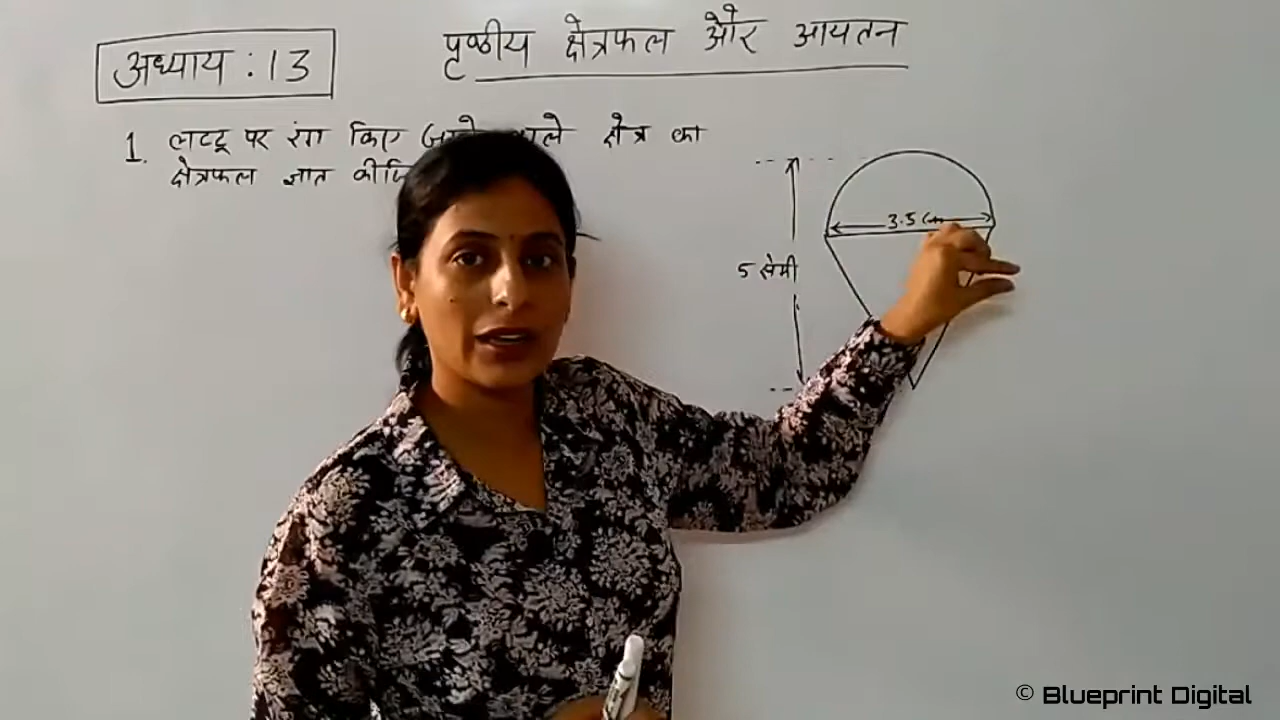 अध्याय : 13
पृष्ठीय क्षेत्रफल और आयतन
1. लट्टू पर रंग किए क्षेत्र का
क्षेत्रफल ज्ञात
3.5 cm
5 सेमी
© Blueprint Digital